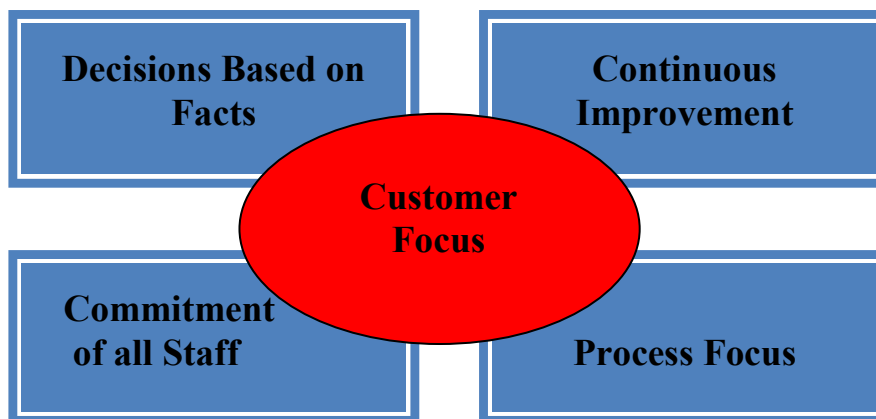 Decisions Based on
Facts
Continuous
Improvement
Customer
Focus
Commitment
of all Staff
Process Focus